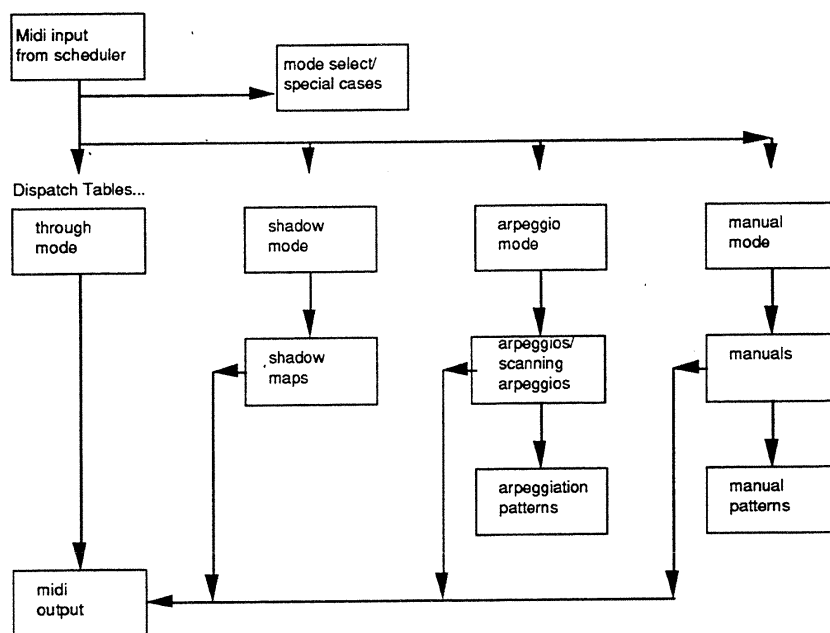 Midi input
from scheduler
mode select/
special cases
Dispatch Tables...
through
mode
shadow
mode
arpeggio
mode
manual
mode
shadow
maps
arpeggios/
scanning
arpeggios
manuals
arpeggiation
patterns
manual
patterns
midi
output